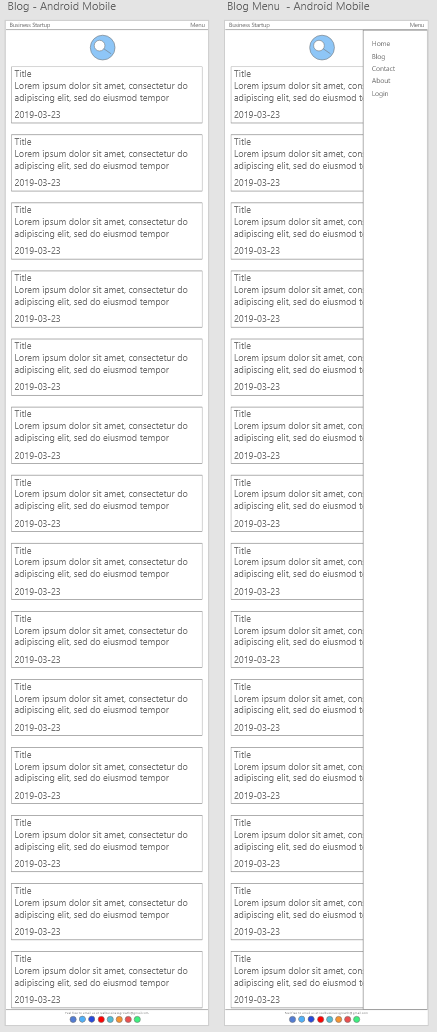 Blog - Android Mobile
Business Startup
Menu
Title
Lorem ipsum dolor sit amet, consectetur do
adipiscing elit, sed do eiusmod tempor
2019-03-23
Title
Lorem ipsum dolor sit amet, consectetur do
adipiscing elit, sed do eiusmod tempor
2019-03-23
Title
Lorem ipsum dolor sit amet, consectetur do
adipiscing elit, sed do eiusmod tempor
2019-03-23
Title
Lorem ipsum dolor sit amet, consectetur do
adipiscing elit, sed do eiusmod tempor
2019-03-23
Title
Lorem ipsum dolor sit amet, consectetur do
adipiscing elit, sed do eiusmod tempor
2019-03-23
Title
Lorem ipsum dolor sit amet, consectetur do
adipiscing elit, sed do eiusmod tempor
2019-03-23
Title
Lorem ipsum dolor sit amet, consectetur do
adipiscing elit, sed do eiusmod tempor
2019-03-23
Title
Lorem ipsum dolor sit amet, consectetur do
adipiscing elit, sed do eiusmod tempor
2019-03-23
Title
Lorem ipsum dolor sit amet, consectetur do
adipiscing elit, sed do eiusmod tempor
2019-03-23
Title
Lorem ipsum dolor sit amet, consectetur do
adipiscing elit, sed do eiusmod tempor
2019-03-23
Title
Lorem ipsum dolor sit amet, consectetur do
adipiscing elit, sed do eiusmod tempor
2019-03-23
Title
Lorem ipsum dolor sit amet, consectetur do
adipiscing elit, sed do eiusmod tempor
2019-03-23
Title
Lorem ipsum dolor sit amet, consectetur do
adipiscing elit, sed do eiusmod tempor
2019-03-23
Title
Lorem ipsum dolor sit amet, consectetur do
adipiscing elit, sed do eiusmod tempor
2019-03-23
Blog Menu - Android Mobile
Business Startup
Menu
Home
Blog
Contact
About
Login
Title
Lorem ipsum dolor sit amet, con
adipiscing elit, sed do eiusmod t
2019-03-23
Title
Lorem ipsum dolor sit amet, con
adipiscing elit, sed do eiusmod t
2019-03-23
Title
Lorem ipsum dolor sit amet, con
adipiscing elit, sed do eiusmod t
2019-03-23
Title
Lorem ipsum dolor sit amet, con
adipiscing elit, sed do eiusmod t
2019-03-23
Title
Lorem ipsum dolor sit amet, con
adipiscing elit, sed do eiusmod t
2019-03-23
Title
Lorem ipsum dolor sit amet, con
adipiscing elit, sed do eiusmod t
2019-03-23
Title
Lorem ipsum dolor sit amet, con
adipiscing elit, sed do eiusmod t
2019-03-23
Title
Lorem ipsum dolor sit amet, con
adipiscing elit, sed do eiusmod t
2019-03-23
Title
Lorem ipsum dolor sit amet, con
adipiscing elit, sed do eiusmod t
2019-03-23
Title
Lorem ipsum dolor sit amet, con
adipiscing elit, sed do eiusmod t
2019-03-23
Title
Lorem ipsum dolor sit amet, con
adipiscing elit, sed do eiusmod t
2019-03-23
Title
Lorem ipsum dolor sit amet, con
adipiscing elit, sed do eiusmod t
2019-03-23
Title
Lorem ipsum dolor sit amet, con
adipiscing elit, sed do eiusmod t
2019-03-23
Title
Lorem ipsum dolor sit amet, con
adipiscing elit, sed do eiusmod t
2019-03-23